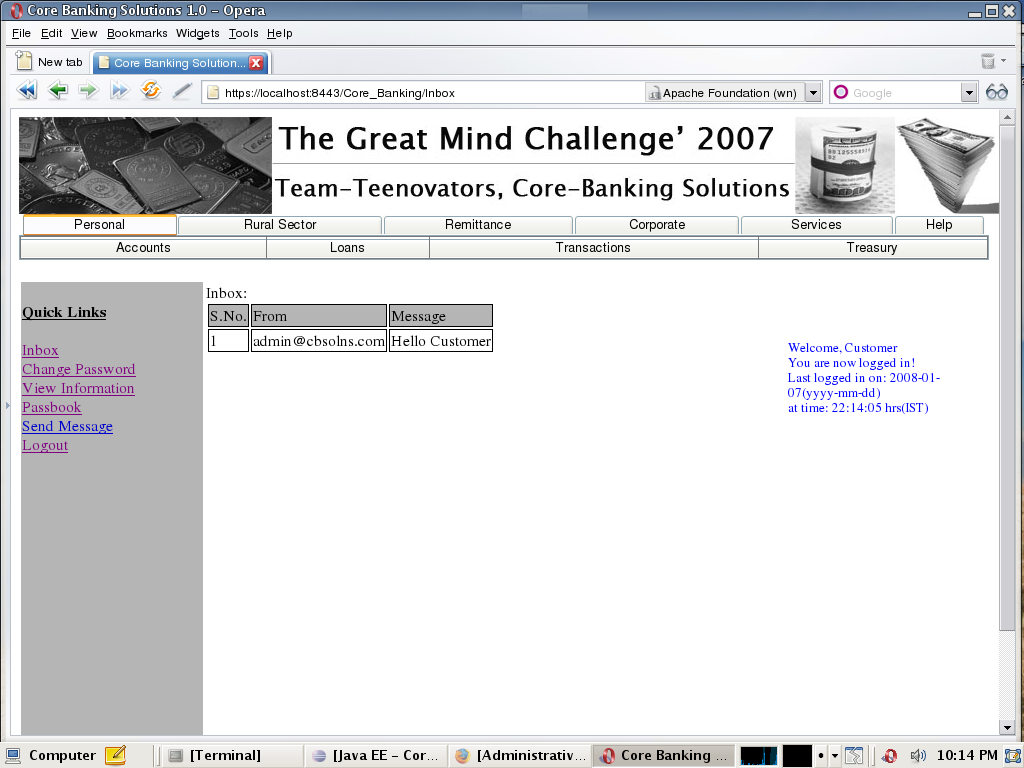 Core Banking Solutions 1.0 – Opera
File Edit View Bookmarks Widgets Tools Help
New tab Core Banking Solution...
https://localhost:8443/Core_Banking/Inbox Apache Foundation (wn) Google
The Great Mind Challenge’ 2007
Team–Teenovators, Core–Banking Solutions
Personal Rural Sector Remittance Corporate Services Help
Accounts Loans Transactions Treasury
Quick Links
Inbox
Change Password
View Information
Passbook
Send Message
Logout
Inbox:
S.No. From Message
1 admin@cbsolns.com Hello Customer
Welcome, Customer
You are now logged in!
Last logged in on: 2008-01-
07(yyyy-mm-dd)
at time: 22:14:05 hrs(IST)
Computer [Terminal] [Java EE – Cor... [Administrativ... Core Banking ... 10:14 PM